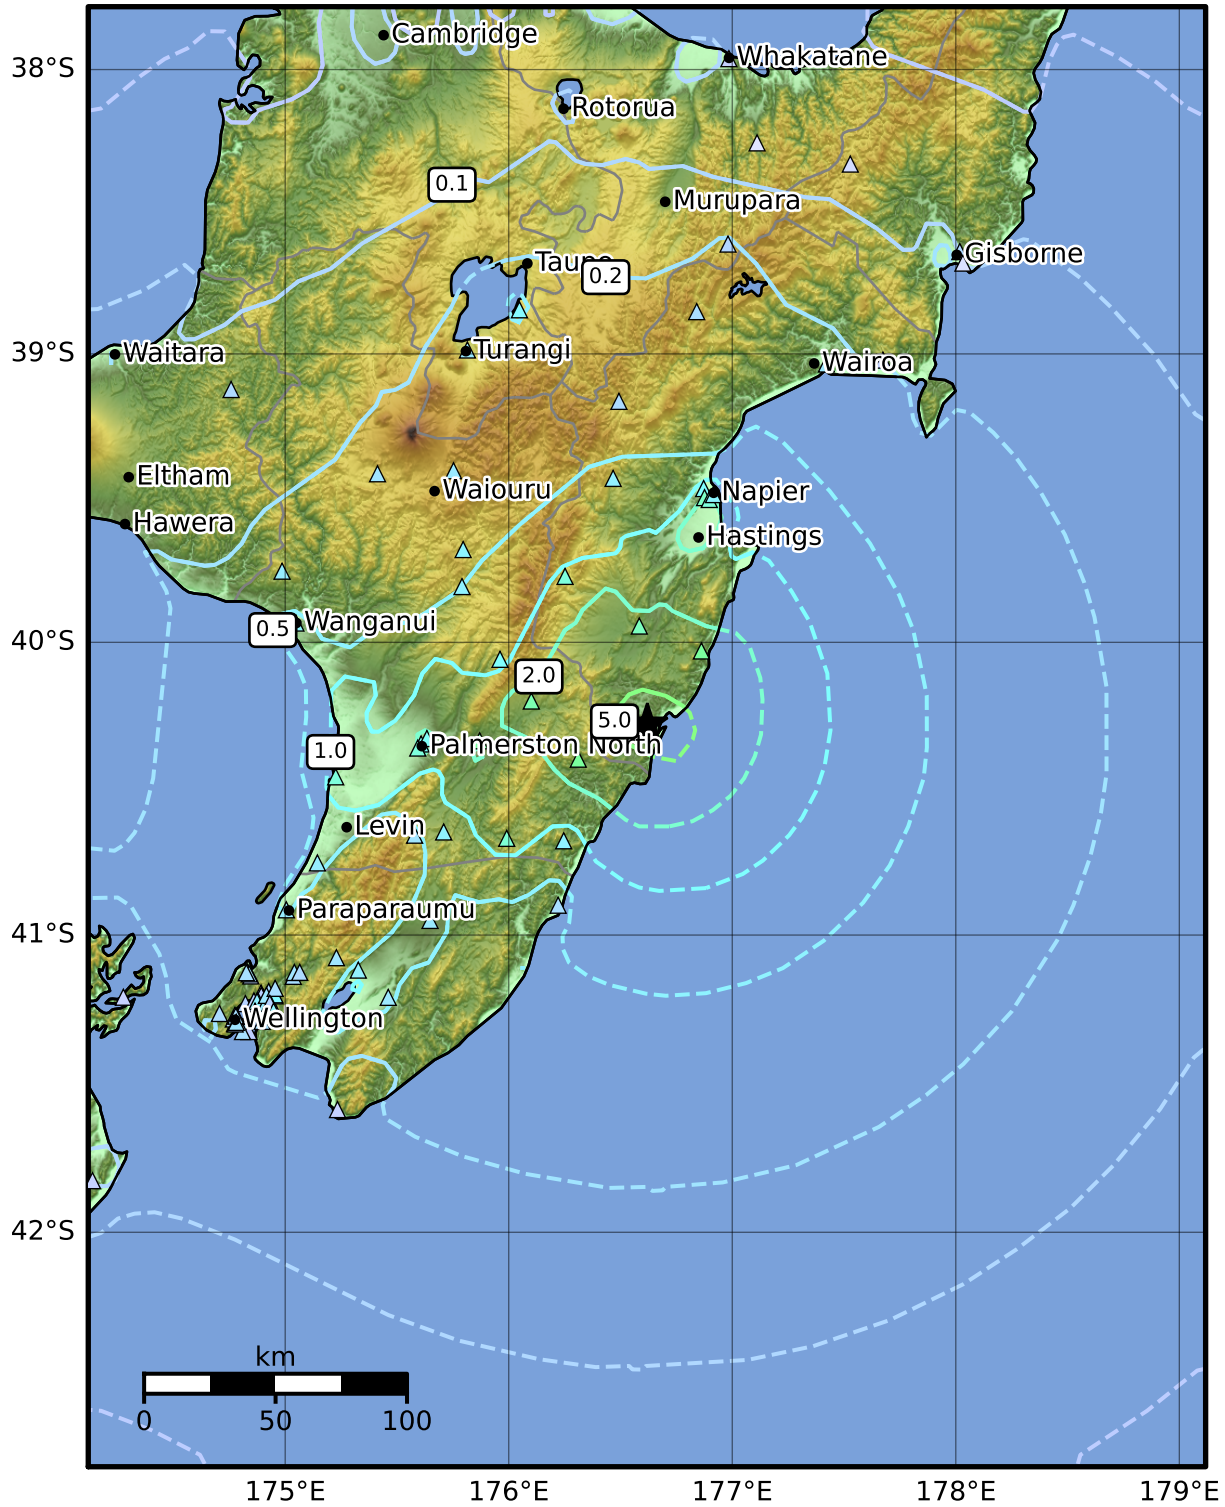 Cambridge
Whakatane
38°S
Rotorua
0.1
Murupara
Gisborne
Taupo
0.2
Waitara
39°S
Turangi
Wairoa
Eltham
Waiouru
Napier
Hawera
Hastings
Wanganui
0.5
40°S
2.0
5.0
1.0
Palmerston North
Levin
Paraparaumu
41°S
Wellington
42°S
km
0 50 100
175°E 176°E 177°E 178°E 179°E